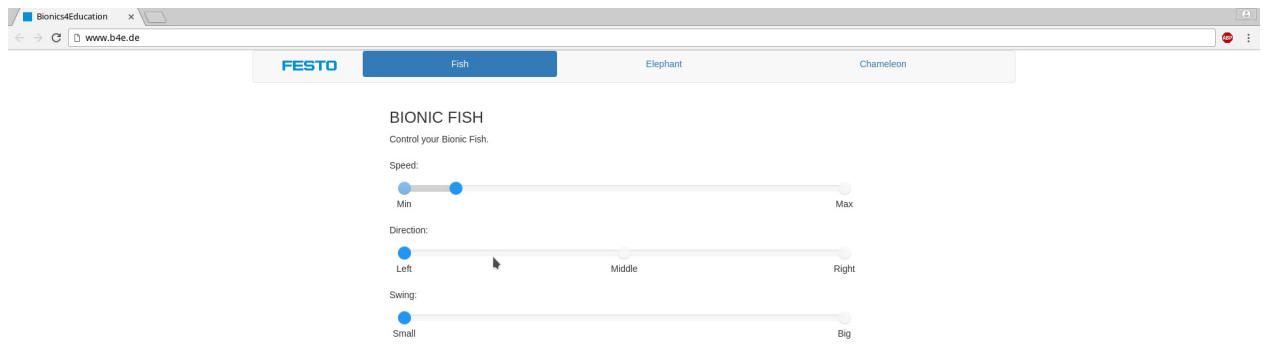 Bionics4Education
www.b4e.de
ABP
FESTO Fish Elephant Chameleon
BIONIC FISH
Control your Bionic Fish.
Speed:
Min Max
Direction:
Left Middle Right
Swing:
Small Big